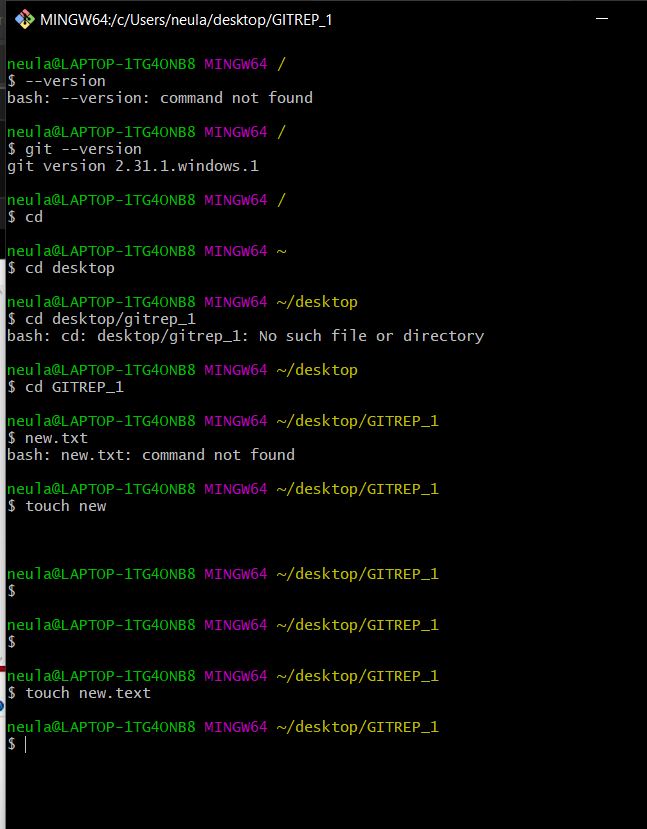 MINGW64:/c/Users/neula/desktop/GITREP_1
neula@LAPTOP-1TG4ONB8 MINGW64 /
$ --version
bash: --version: command not found
neula@LAPTOP-1TG4ONB8 MINGW64 /
$ git --version
git version 2.31.1.windows.1
neula@LAPTOP-1TG4ONB8 MINGW64 /
$ cd
neula@LAPTOP-1TG4ONB8 MINGW64 ~
$ cd desktop
neula@LAPTOP-1TG4ONB8 MINGW64 ~/desktop
$ cd desktop/gitrep_1
bash: cd: desktop/gitrep_1: No such file or directory
neula@LAPTOP-1TG4ONB8 MINGW64 ~/desktop
$ cd GITREP_1
neula@LAPTOP-1TG4ONB8 MINGW64 ~/desktop/GITREP_1
$ new.txt
bash: new.txt: command not found
neula@LAPTOP-1TG4ONB8 MINGW64 ~/desktop/GITREP_1
$ touch new
neula@LAPTOP-1TG4ONB8 MINGW64 ~/desktop/GITREP_1
$
neula@LAPTOP-1TG4ONB8 MINGW64 ~/desktop/GITREP_1
$
neula@LAPTOP-1TG4ONB8 MINGW64 ~/desktop/GITREP_1
$ touch new.text
neula@LAPTOP-1TG4ONB8 MINGW64 ~/desktop/GITREP_1
$